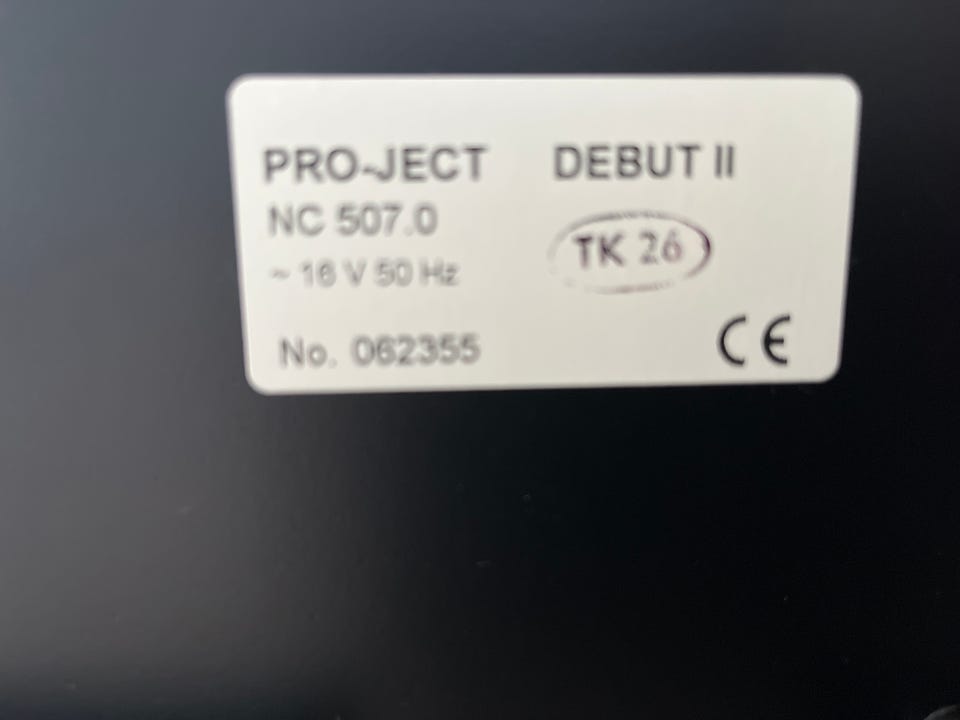 PRO-JECT DEBUT II
NC 507.0
TK 26
~ 16 V 50 Hz
No. 062355
CE